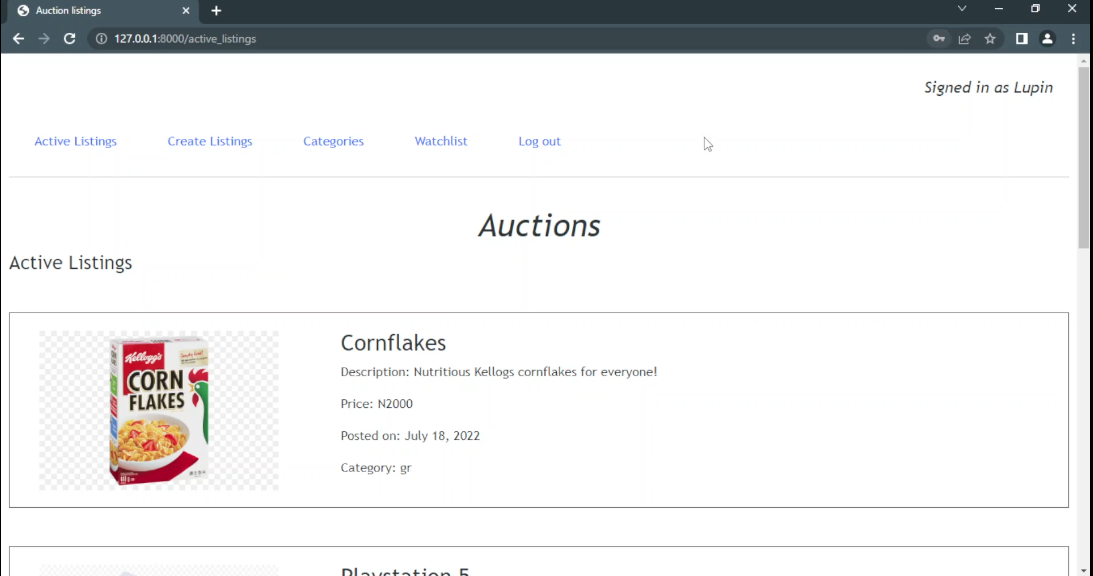 Auction listings
127.0.0.1:8000/active_listings
Signed in as Lupin
Active Listings Create Listings Categories Watchlist Log out
Auctions
Active Listings
Kellogg's
CORN
FLAKES
Cornflakes
Description: Nutritious Kellogs cornflakes for everyone!
Price: N2000
Posted on: July 18, 2022
Category: gr
Playstation 5